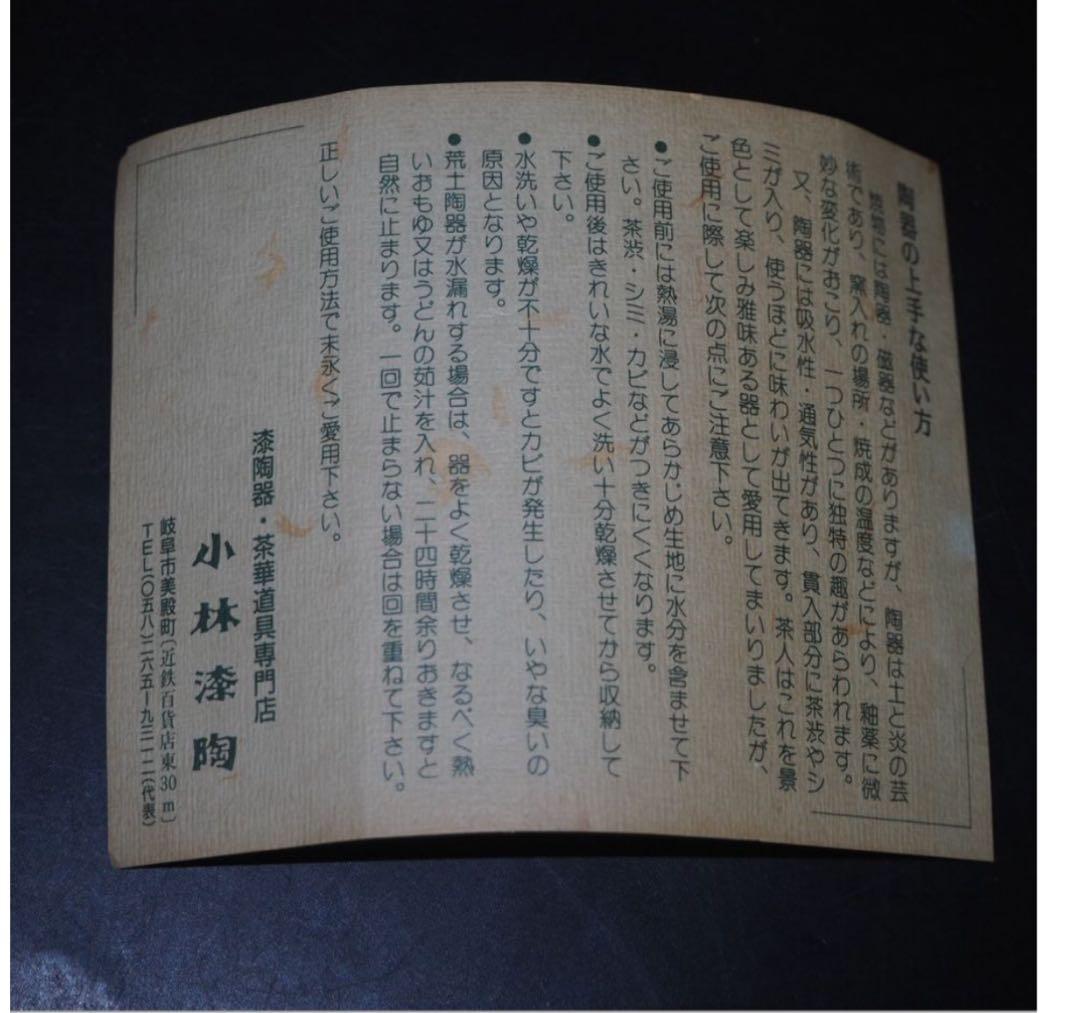 陶器の上手な使い方
焼物には陶器・磁器などがありますが、陶器は土と炎の芸
術であり、窯入れの場所・焼成の温度などにより、釉薬に微
妙な変化がおこり、一つひとつに独特の趣があらわれます。
又、陶器には吸水性・通気性があり、貫入部分に茶渋やシ
ミが入り、使うほどに味わいが出てきます。茶人はこれを景
色として楽しみ雅味ある器として愛用してまいりましたが、
ご使用に際して次の点にご注意下さい。
●ご使用前には熱湯に浸してあらかじめ生地に水分を含ませて下
さい。茶渋・シミ・カビなどがつきにくくなります。
●ご使用後はきれいな水でよく洗い十分乾燥させてから収納して
下さい。
●水洗いや乾燥が不十分ですとカビが発生したり、いやな臭いの
原因となります。
●荒土陶器が水漏れする場合は、器をよく乾燥させ、なるべく熱
いおもゆ又はうどんの茹汁を入れ、二十四時間余りおきますと
自然に止まります。一回で止まらない場合は回を重ねて下さい。
正しいご使用方法で末永くご愛用下さい。
漆陶器・茶華道具専門店
小林漆陶
岐阜市美殿町(近鉄百貨店東30m)
TEL(〇五八)二六五ー九三一二(代表)